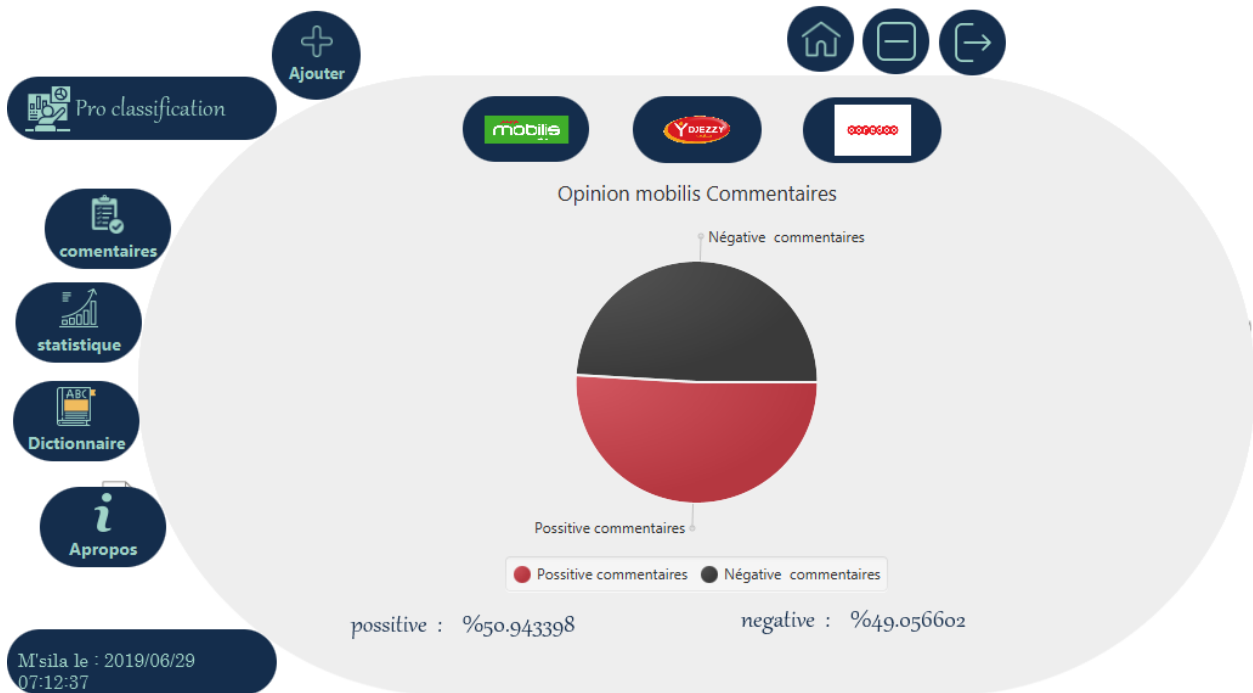 Ajouter
Pro classification
mobilis
DJEZZY
ooredoo
Opinion mobilis Commentaires
Négative commentaires
comentaires
statistique
ABC
Dictionnaire
Apropos
Possitive commentaires
Possitive commentaires Négative commentaires
possitive : %50.943398 negative : %49.056602
M'sila le : 2019/06/29
07:12:37